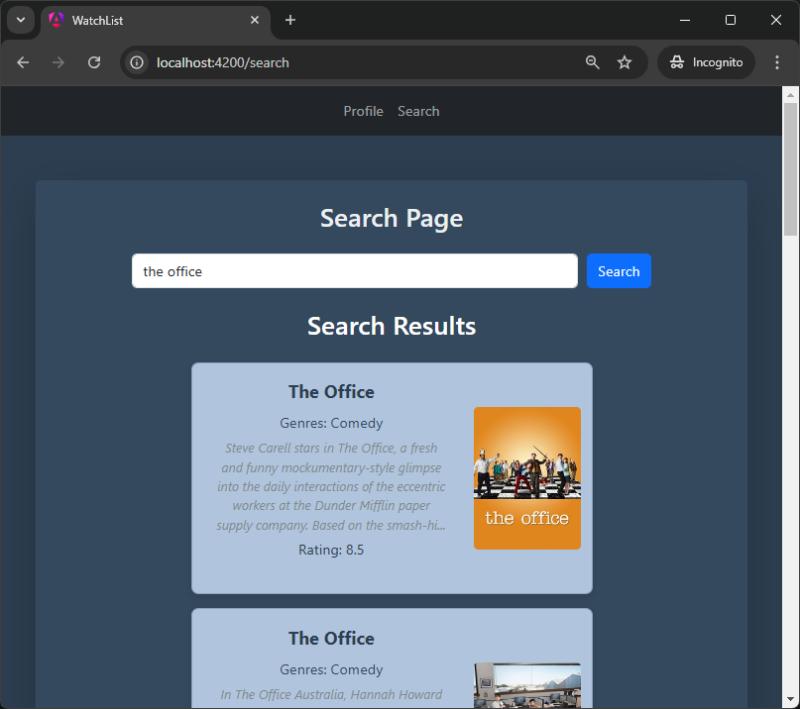 WatchList
localhost:4200/search
Incognito
Profile Search
Search Page
the office
Search
Search Results
The Office
Genres: Comedy
Steve Carell stars in The Office, a fresh
and funny mockumentary-style glimpse
into the daily interactions of the eccentric
workers at the Dunder Mifflin paper
supply company. Based on the smash-hi...
Rating: 8.5
the office
The Office
Genres: Comedy
In The Office Australia, Hannah Howard